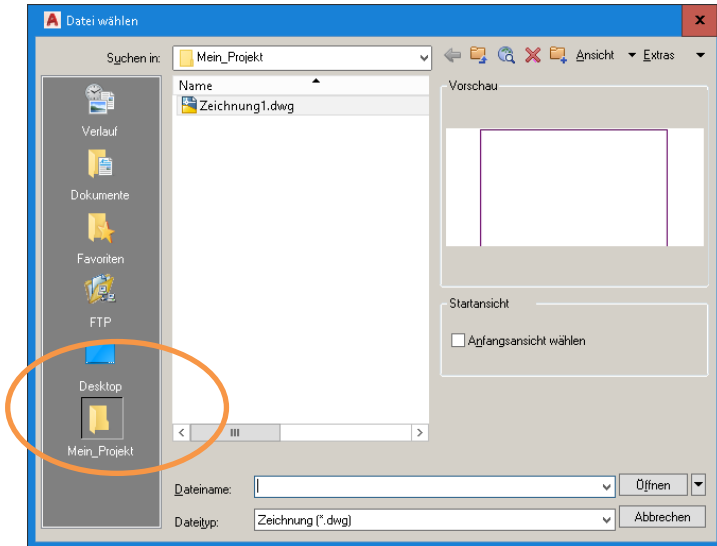 Datei wählen
Suchen in:
Mein_Projekt
Ansicht
Extras
Verlauf
Dokumente
Favoriten
FTP
Desktop
Mein_Projekt
Name
Zeichnung1.dwg
Vorschau
Startansicht
Anfangsansicht wählen
Dateiname:
Öffnen
Dateityp:
Zeichnung (*.dwg)
Abbrechen